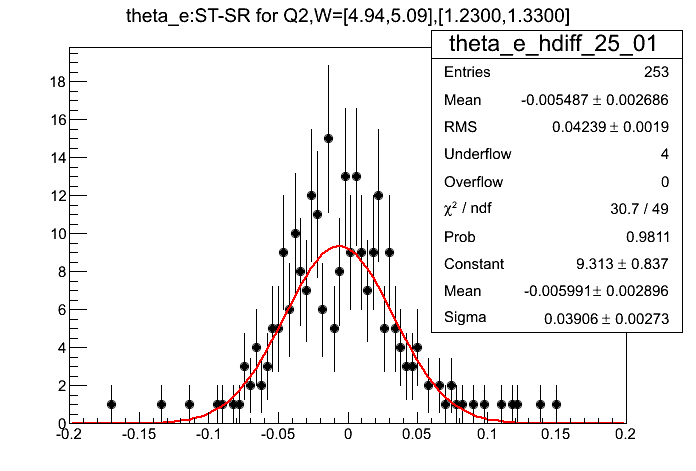 theta_e:ST-SR for Q2,W=[4.94,5.09],[1.2300,1.3300]
theta_e_hdiff_25_01
Entries 253
Mean -0.005487 ± 0.002686
RMS 0.04239 ± 0.0019
Underflow 4
Overflow 0
χ² / ndf 30.7 / 49
Prob 0.9811
Constant 9.313 ± 0.837
Mean -0.005991 ± 0.002896
Sigma 0.03906 ± 0.00273
18
16
14
12
10
8
6
4
2
0
-0.2 -0.15 -0.1 -0.05 0 0.05 0.1 0.15 0.2